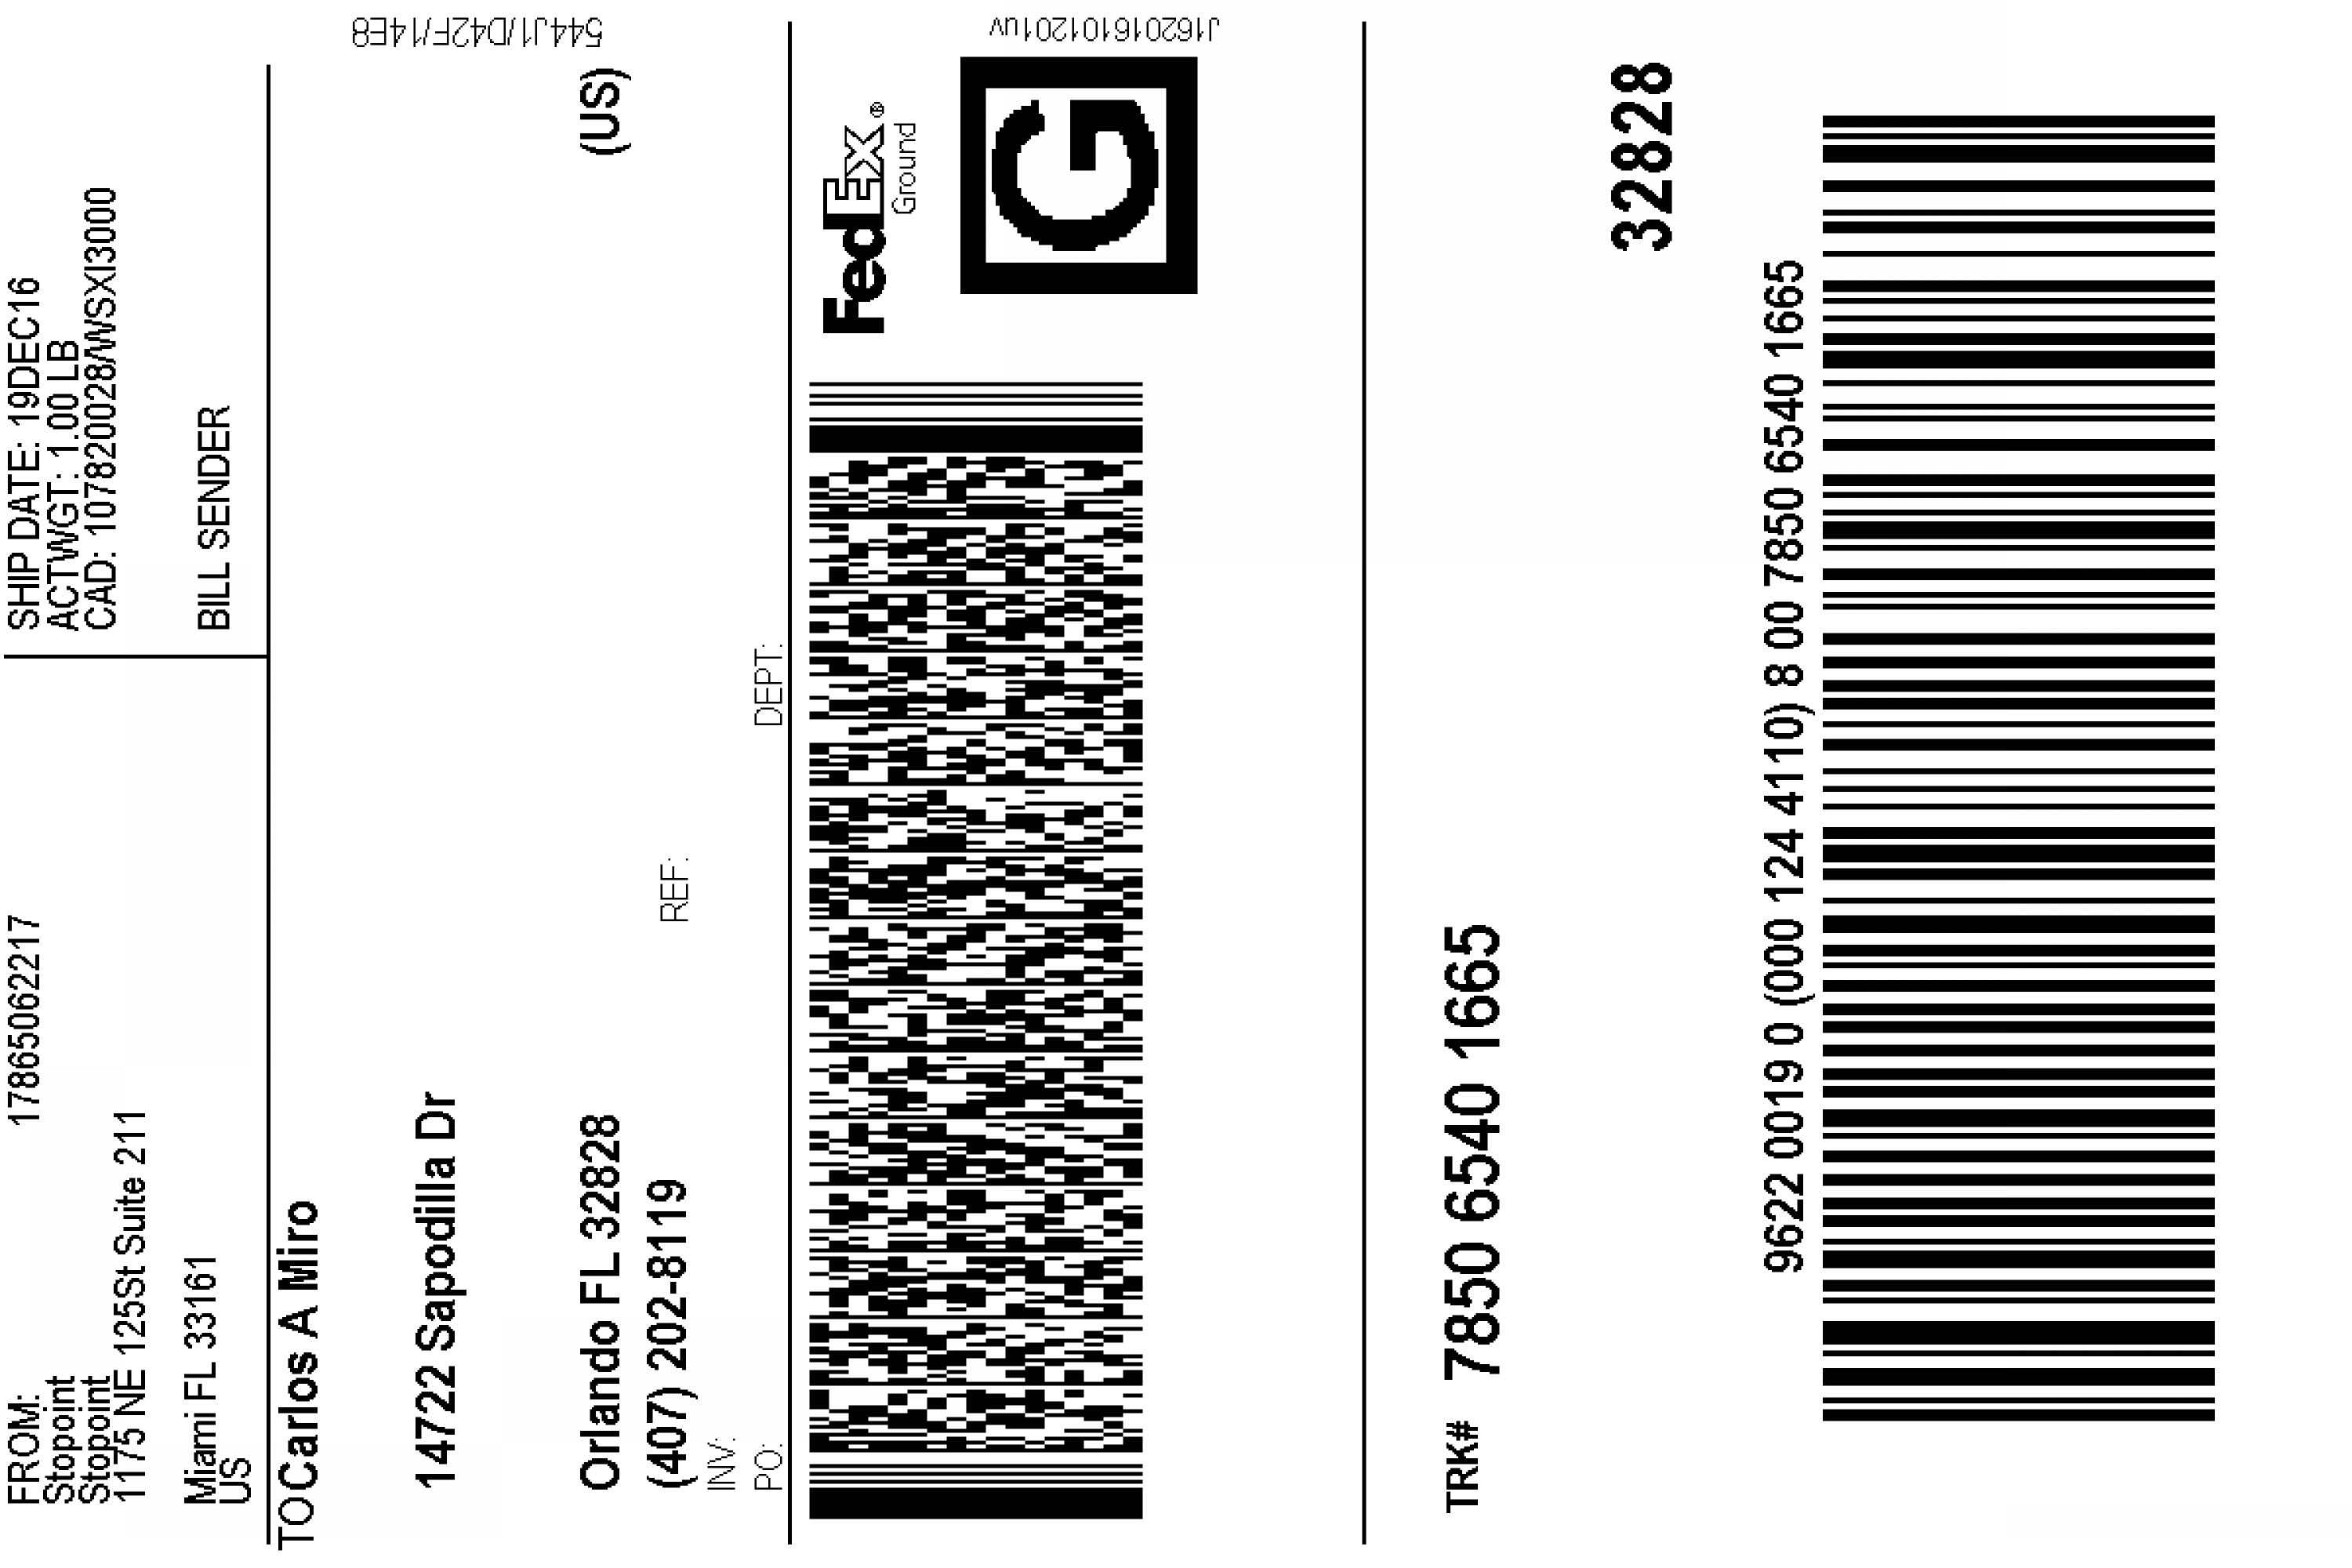 FROM: 17865062217
Stopoint
Stopoint
1175 NE 125St Suite 211
Miami FL 33161
US
SHIP DATE: 19DEC16
ACTWGT: 1.00 LB
CAD: 107820028/WSXI3000
BILL SENDER
TO Carlos A Miro
14722 Sapodilla Dr
Orlando FL 32828 (US)
(407) 202-8119
REF:
INV:
PO: DEPT:
544J1/D42F/14E8
FedEx®
Ground
G
J162016101201uv
TRK# 7850 6540 1665
32828
9622 0019 0 (000 124 4110) 8 00 7850 6540 1665